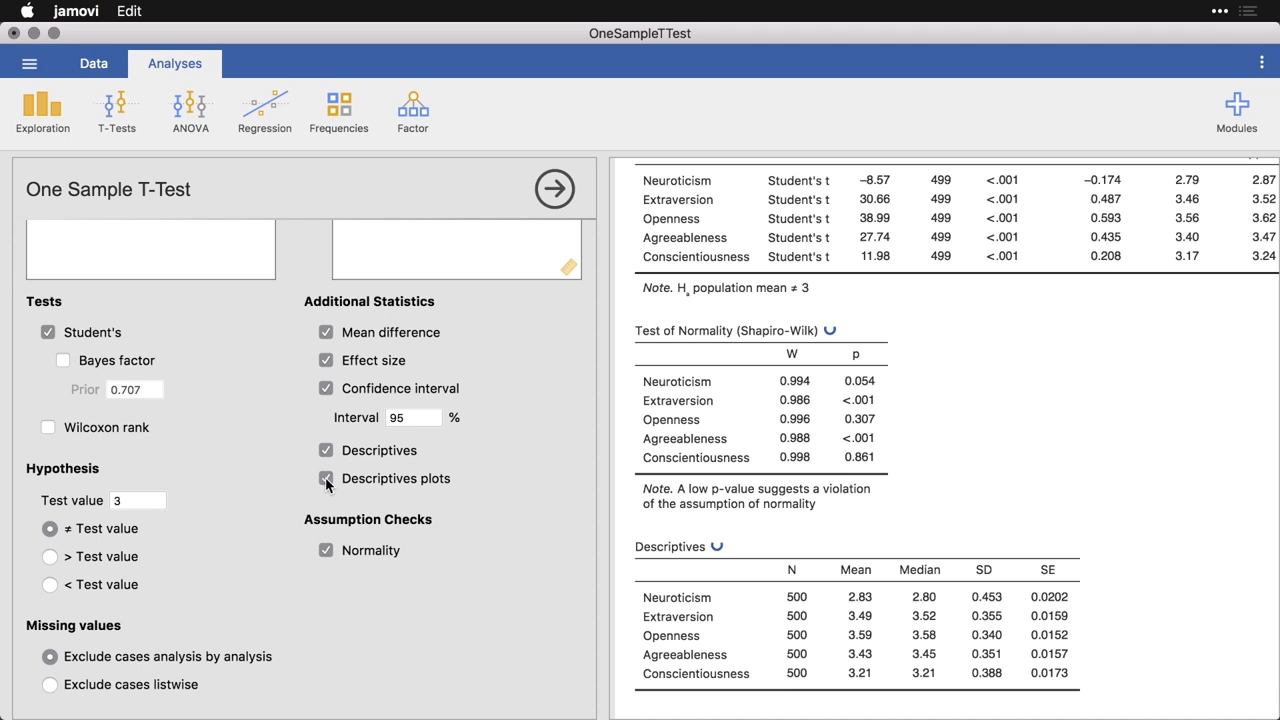 jamovi Edit
OneSampleTTest
Data Analyses
Exploration T-Tests ANOVA Regression Frequencies Factor Modules
One Sample T-Test
Tests
Student's
Bayes factor
Prior 0.707
Wilcoxon rank
Hypothesis
Test value 3
≠ Test value
> Test value
< Test value
Missing values
Exclude cases analysis by analysis
Exclude cases listwise
Additional Statistics
Mean difference
Effect size
Confidence interval
Interval 95 %
Descriptives
Descriptives plots
Assumption Checks
Normality
Neuroticism Student's t -8.57 499 <.001 -0.174 2.79 2.87
Extraversion Student's t 30.66 499 <.001 0.487 3.46 3.52
Openness Student's t 38.99 499 <.001 0.593 3.56 3.62
Agreeableness Student's t 27.74 499 <.001 0.435 3.40 3.47
Conscientiousness Student's t 11.98 499 <.001 0.208 3.17 3.24
Note. Hₐ population mean ≠ 3
Test of Normality (Shapiro-Wilk)
W p
Neuroticism 0.994 0.054
Extraversion 0.986 <.001
Openness 0.996 0.307
Agreeableness 0.988 <.001
Conscientiousness 0.998 0.861
Note. A low p-value suggests a violation
of the assumption of normality
Descriptives
N Mean Median SD SE
Neuroticism 500 2.83 2.80 0.453 0.0202
Extraversion 500 3.49 3.52 0.355 0.0159
Openness 500 3.59 3.58 0.340 0.0152
Agreeableness 500 3.43 3.45 0.351 0.0157
Conscientiousness 500 3.21 3.21 0.388 0.0173